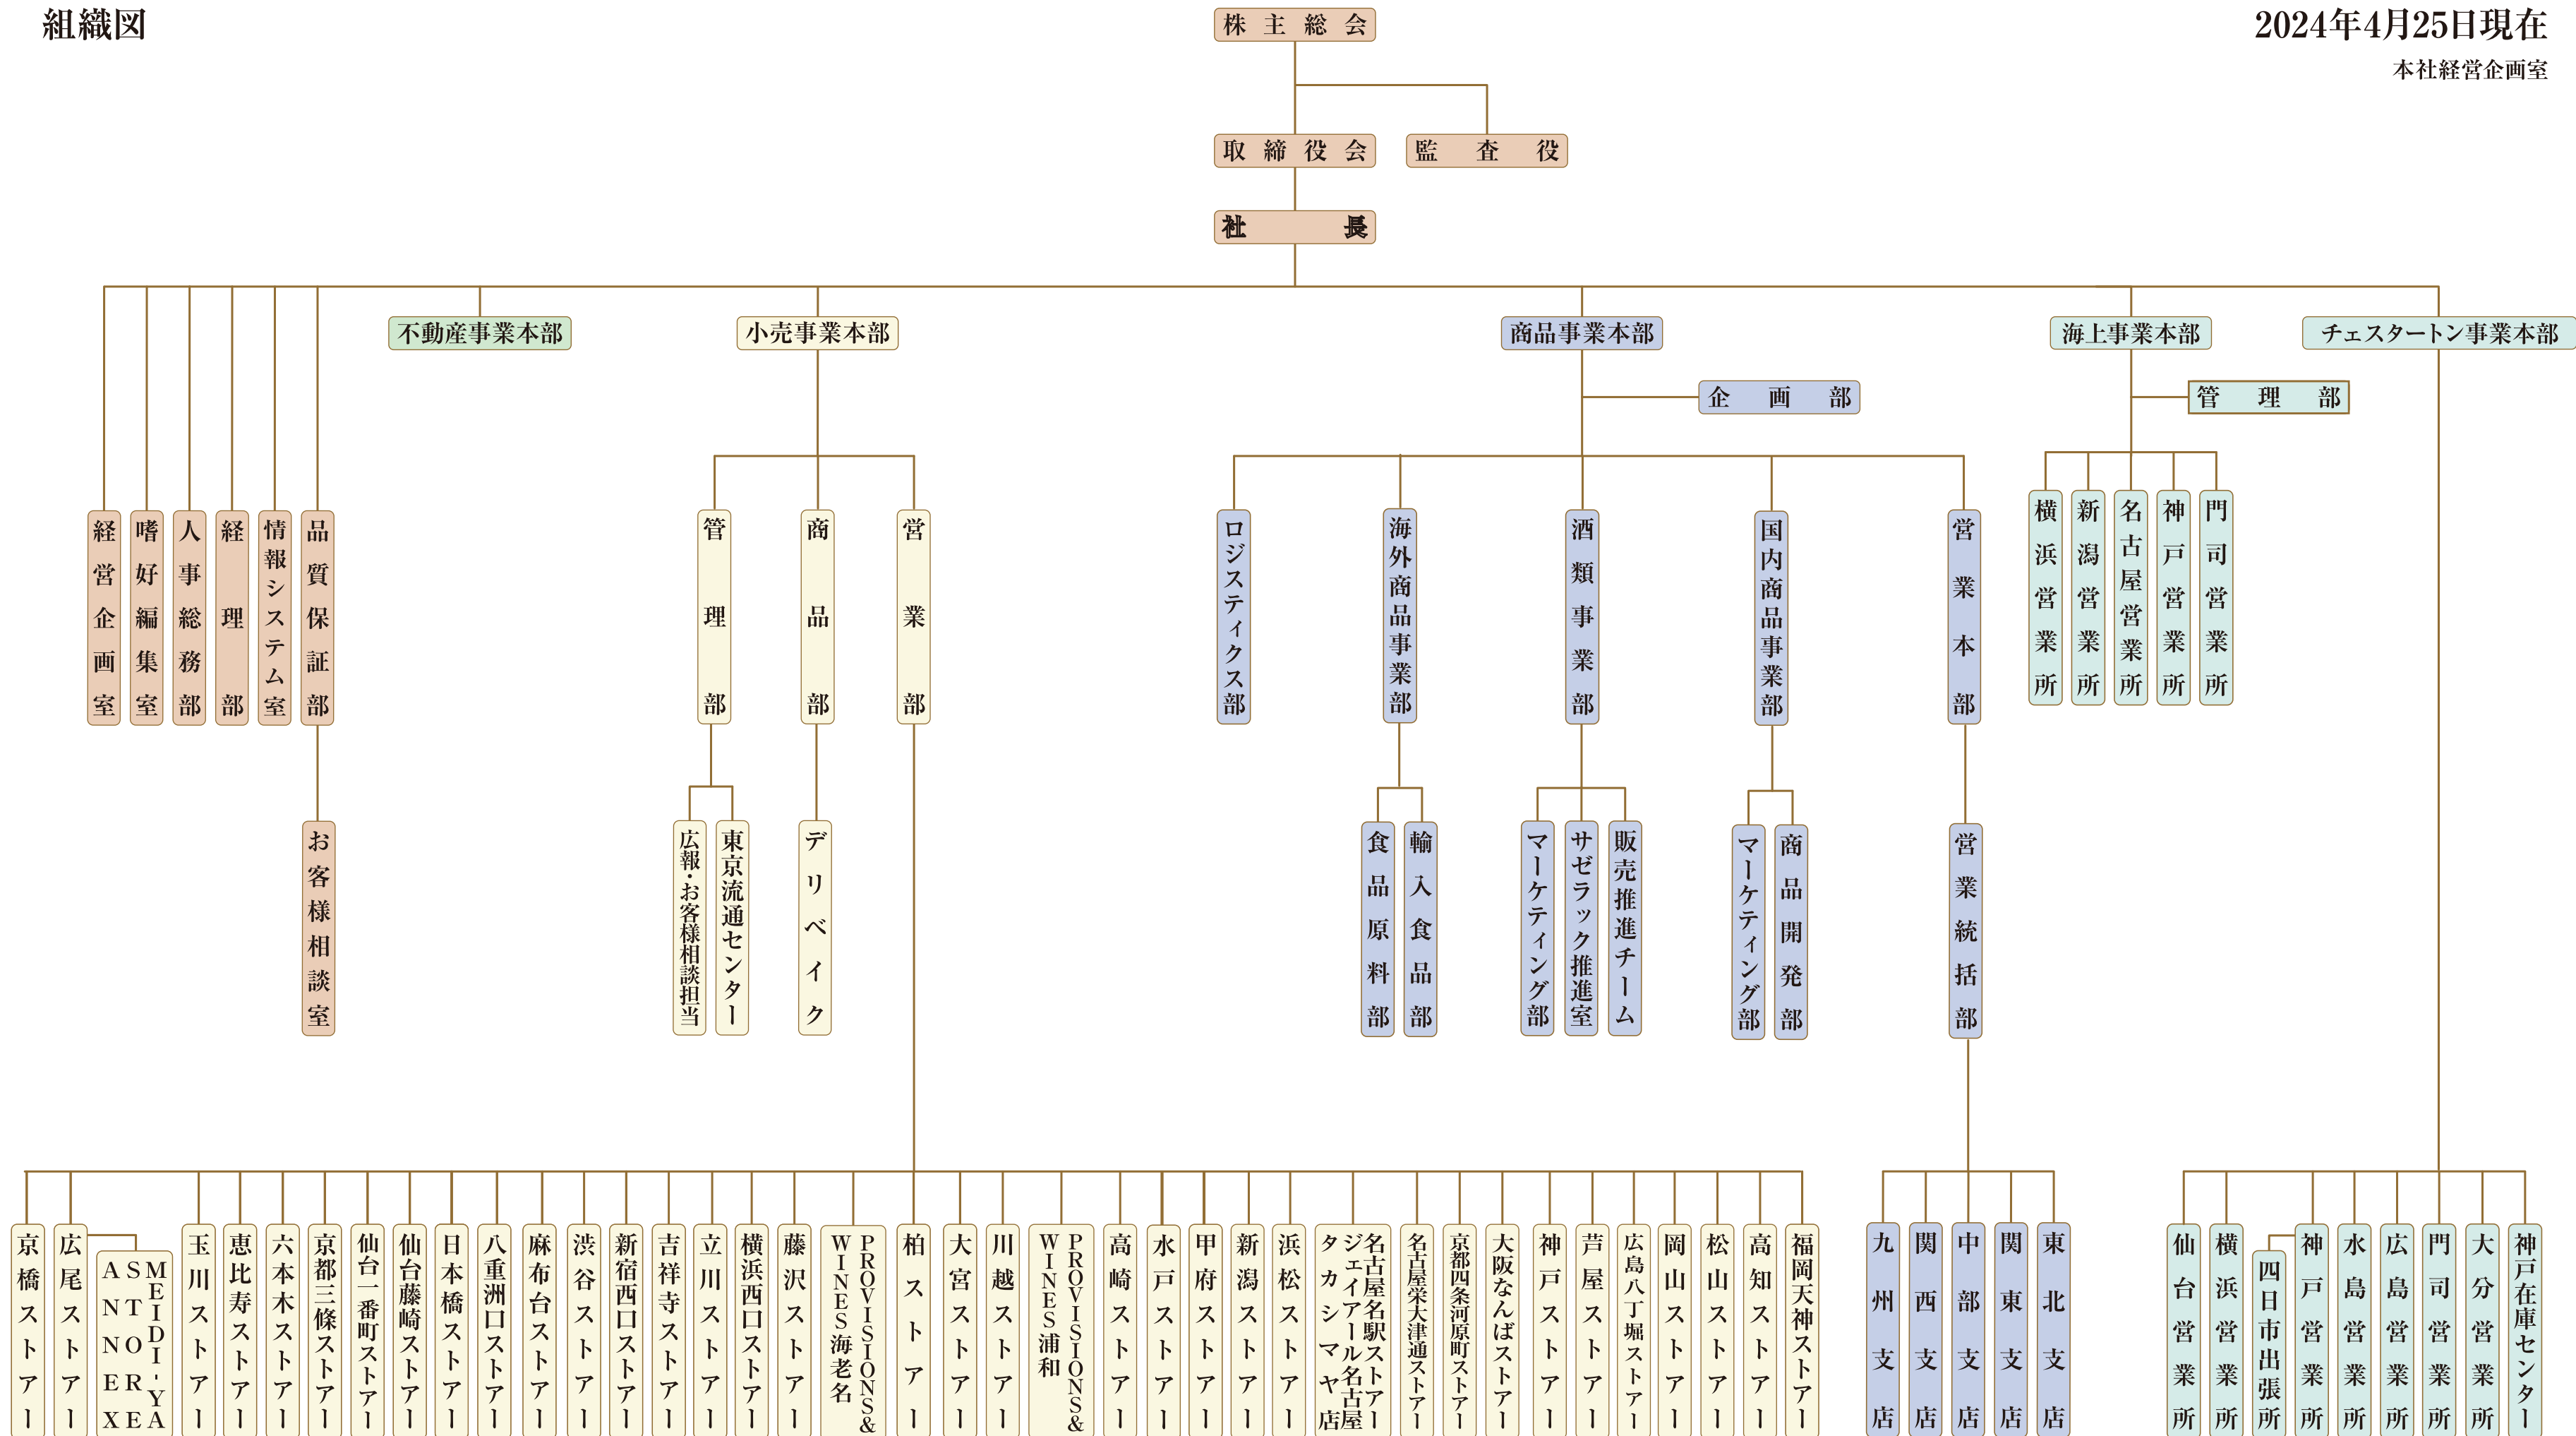 組織図
2024年4月25日現在
本社経営企画室
株主総会
取締役会
監査役
社長
不動産事業本部
小売事業本部
商品事業本部
海上事業本部
チェスタートン事業本部
企画部
管理部
経営企画室
嗜好編集室
人事総務部
経理部
情報システム室
品質保証部
管理部
商品部
営業部
ロジスティクス部
海外商品事業部
酒類事業部
国内商品事業部
営業本部
横浜営業所
新潟営業所
名古屋営業所
神戸営業所
門司営業所
お客様相談室
広報・お客様相談担当
東京流通センター
デリベイク
食品原料部
輸入食品部
マーケティング部
サゼラック推進室
販売推進チーム
マーケティング部
商品開発部
営業統括部
京橋ストアー
広尾ストアー
MEIDI-YA
STORE
ANNEX
玉川ストアー
恵比寿ストアー
六本木ストアー
京都三條ストアー
仙台一番町ストアー
仙台藤崎ストアー
日本橋ストアー
八重洲口ストアー
麻布台ストアー
渋谷ストアー
新宿西口ストアー
吉祥寺ストアー
立川ストアー
横浜西口ストアー
藤沢ストアー
PROVISIONS&
WINES海老名
柏ストアー
大宮ストアー
川越ストアー
PROVISIONS&
WINES浦和
高崎ストアー
水戸ストアー
甲府ストアー
新潟ストアー
浜松ストアー
名古屋名駅ストアー
ジェイアール名古屋
タカシマヤ店
名古屋栄大津通ストアー
京都四条河原町ストアー
大阪なんばストアー
神戸ストアー
芦屋ストアー
広島八丁堀ストアー
岡山ストアー
松山ストアー
高知ストアー
福岡天神ストアー
九州支店
関西支店
中部支店
関東支店
東北支店
仙台営業所
横浜営業所
四日市出張所
神戸営業所
水島営業所
広島営業所
門司営業所
大分営業所
神戸在庫センター